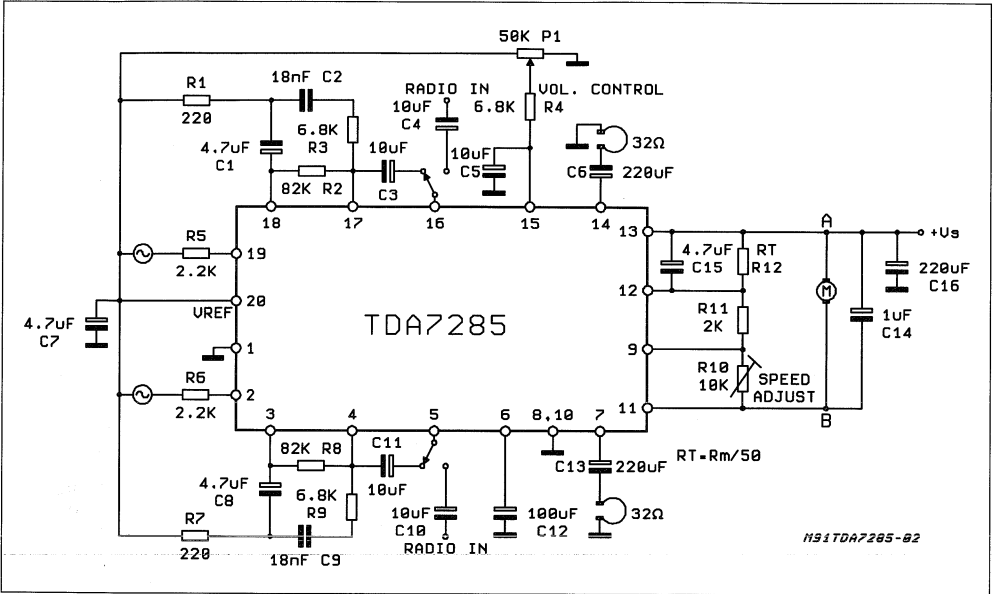 50K P1
R1
220
18nF C2
RADIO IN
10uF
C4
6.8K
R4
VOL. CONTROL
6.8K
R3
4.7uF
C1
10uF
C3
82K R2
10uF
C5
C6
32Ω
220uF
18
17
16
15
14
13
A
+Vs
R5
2.2K
19
4.7uF
C15
RT
R12
220uF
C16
20
VREF
12
M
4.7uF
C7
TDA7285
R11
2K
1uF
C14
1
9
R6
2.2K
2
R10
10K
SPEED
ADJUST
11
B
3
4
5
6
8,10
7
82K R8
C11
10uF
C13
220uF
RT=Rm/50
4.7uF
C8
6.8K
R9
10uF
C10
100uF
C12
32Ω
R7
220
18nF C9
RADIO IN
M91TDA7285-02